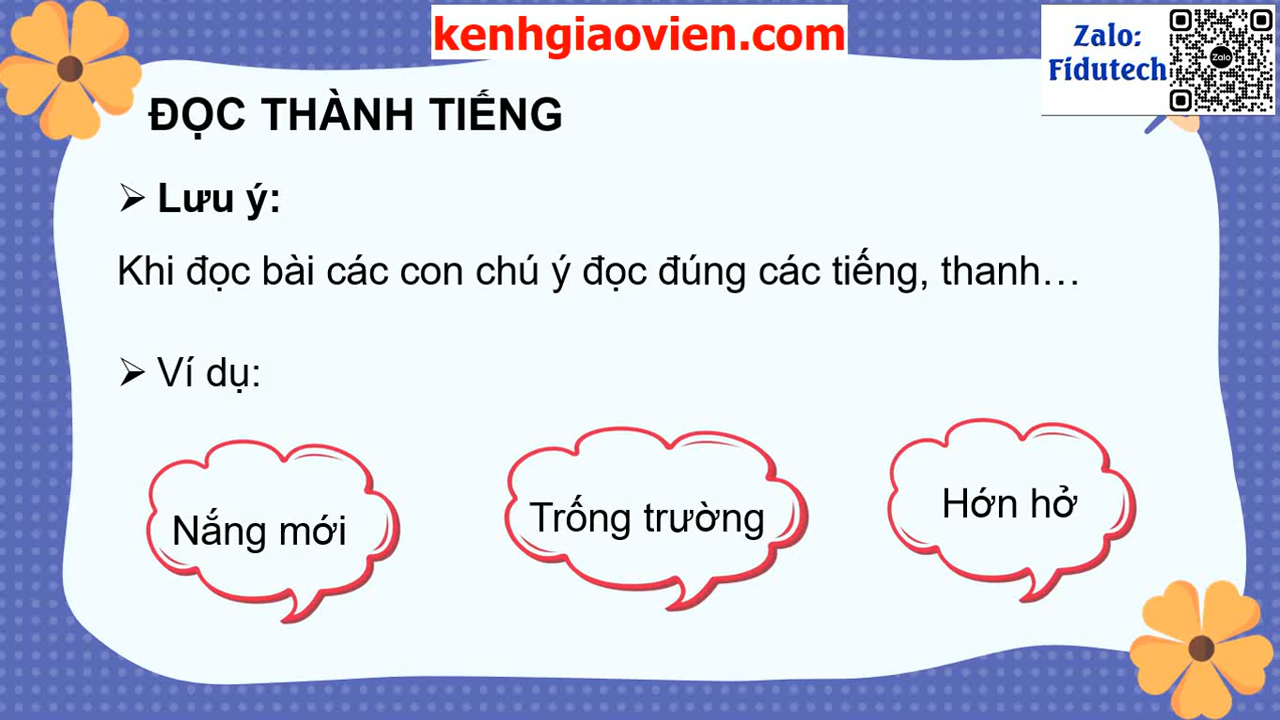 kenhgiaovien.com
Zalo:
Fidutech
Zalo
ĐỌC THÀNH TIẾNG
Lưu ý:
Khi đọc bài các con chú ý đọc đúng các tiếng, thanh…
Ví dụ:
Nắng mới
Trống trường
Hớn hở